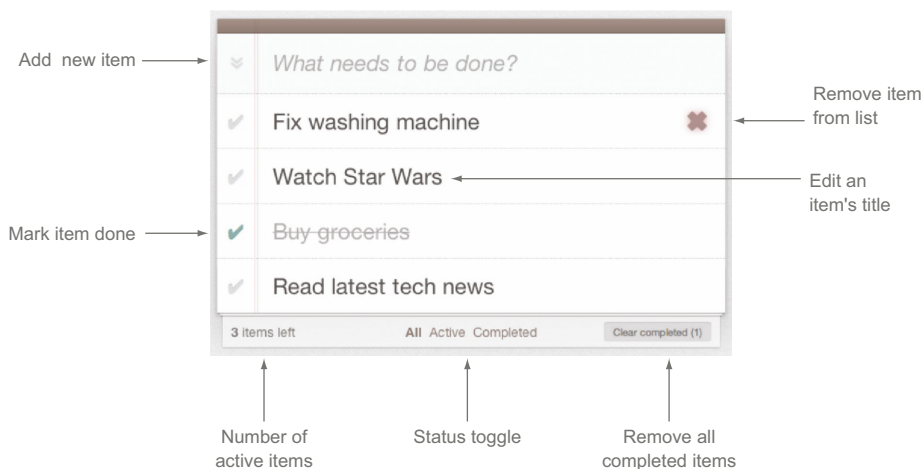 Add new item
What needs to be done?
Fix washing machine
Remove item
from list
Watch Star Wars
Edit an
item's title
Mark item done
Buy groceries
Read latest tech news
3 items left
All Active Completed
Clear completed (1)
Number of
active items
Status toggle
Remove all
completed items